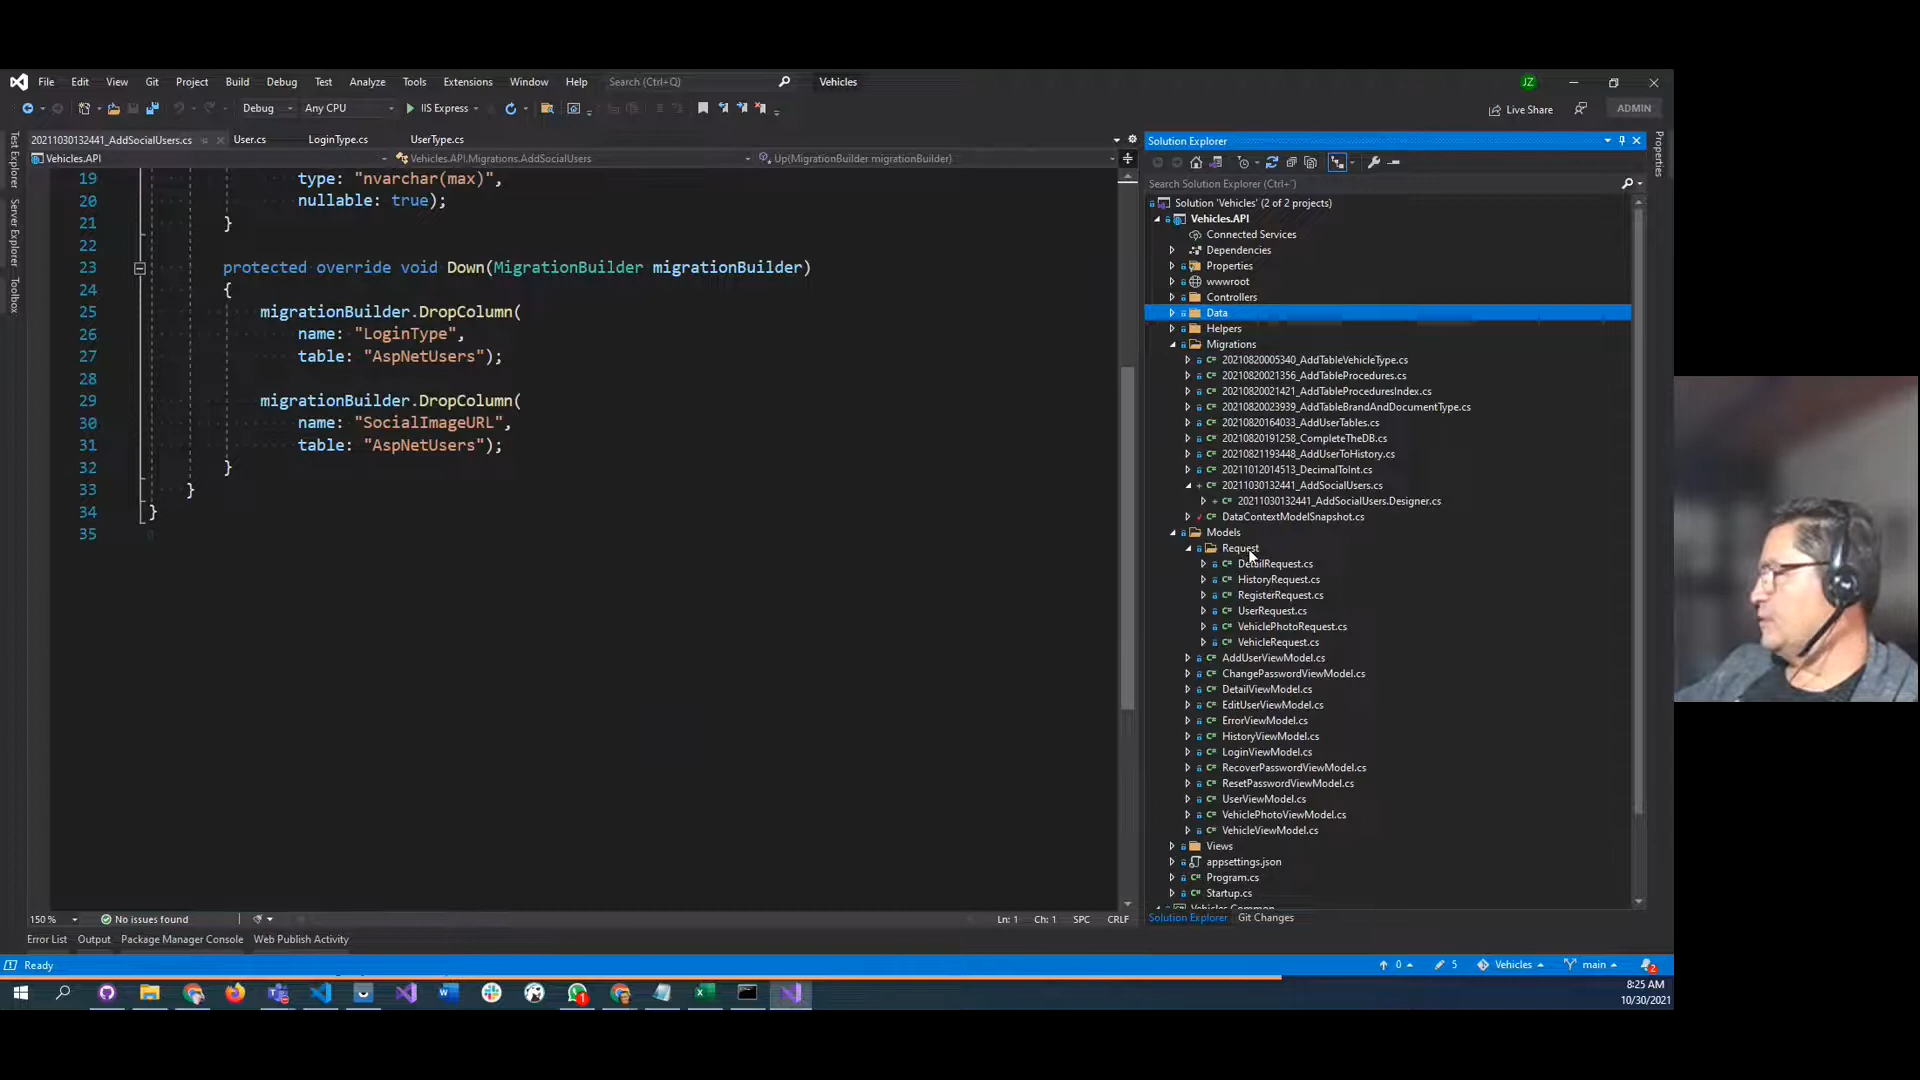 File Edit View Git Project Build Debug Test Analyze Tools Extensions Window Help Search (Ctrl+Q) Vehicles JZ
Debug Any CPU IIS Express Live Share ADMIN
20211030132441_AddSocialUsers.cs User.cs LoginType.cs UserType.cs
Vehicles.API Vehicles.API.Migrations.AddSocialUsers Up(MigrationBuilder migrationBuilder)
Test Explorer
Server Explorer
Toolbox
19 type: "nvarchar(max)",
20 nullable: true);
21 }
22
23 protected override void Down(MigrationBuilder migrationBuilder)
24 {
25 migrationBuilder.DropColumn(
26 name: "LoginType",
27 table: "AspNetUsers");
28
29 migrationBuilder.DropColumn(
30 name: "SocialImageURL",
31 table: "AspNetUsers");
32 }
33 }
34 }
35
150 % No issues found Ln: 1 Ch: 1 SPC CRLF
Solution Explorer
Search Solution Explorer (Ctrl+')
Solution 'Vehicles' (2 of 2 projects)
Vehicles.API
Connected Services
Dependencies
Properties
wwwroot
Controllers
Data
Helpers
Migrations
20210820005340_AddTableVehicleType.cs
20210820021356_AddTableProcedures.cs
20210820021421_AddTableProceduresIndex.cs
20210820023939_AddTableBrandAndDocumentType.cs
20210820164033_AddUserTables.cs
20210820191258_CompleteTheDB.cs
20210821193448_AddUserToHistory.cs
20211012014513_DecimalToInt.cs
20211030132441_AddSocialUsers.cs
20211030132441_AddSocialUsers.Designer.cs
DataContextModelSnapshot.cs
Models
Request
DetailRequest.cs
HistoryRequest.cs
RegisterRequest.cs
UserRequest.cs
VehiclePhotoRequest.cs
VehicleRequest.cs
AddUserViewModel.cs
ChangePasswordViewModel.cs
DetailViewModel.cs
EditUserViewModel.cs
ErrorViewModel.cs
HistoryViewModel.cs
LoginViewModel.cs
RecoverPasswordViewModel.cs
ResetPasswordViewModel.cs
UserViewModel.cs
VehiclePhotoViewModel.cs
VehicleViewModel.cs
Views
appsettings.json
Program.cs
Startup.cs
Vehicles.Common
Solution Explorer Git Changes
Properties
Error List Output Package Manager Console Web Publish Activity
Ready 0 5 Vehicles main 2
8:25 AM
10/30/2021